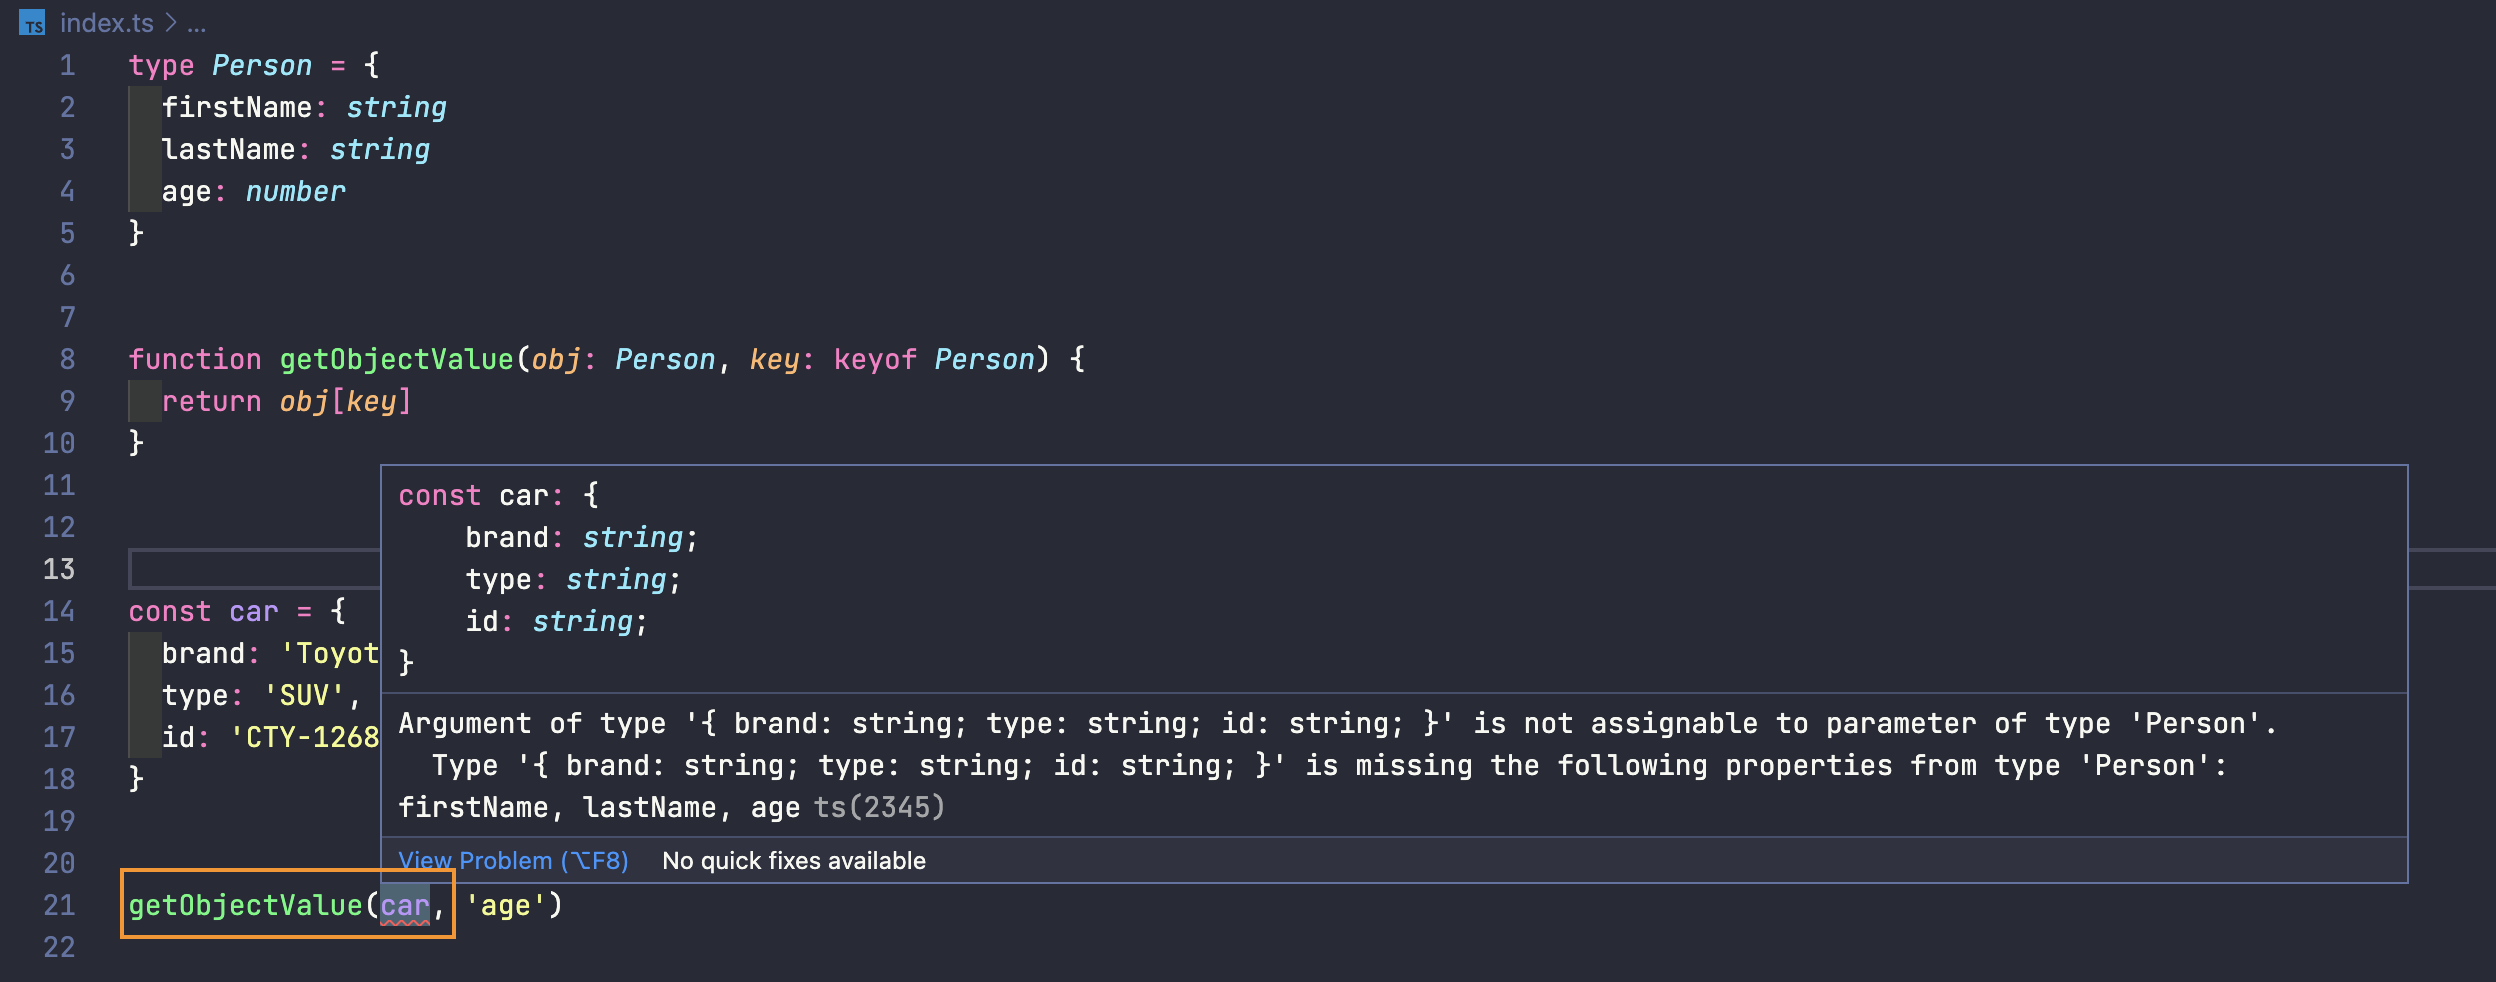 TS index.ts > ...
1 type Person = {
2 firstName: string
3 lastName: string
4 age: number
5 }
6
7
8 function getObjectValue(obj: Person, key: keyof Person) {
9 return obj[key]
10 }
11
12
13
14 const car = {
15 brand: 'Toyot
16 type: 'SUV',
17 id: 'CTY-1268
18 }
19
20
const car: {
brand: string;
type: string;
id: string;
}
Argument of type '{ brand: string; type: string; id: string; }' is not assignable to parameter of type 'Person'.
Type '{ brand: string; type: string; id: string; }' is missing the following properties from type 'Person':
firstName, lastName, age ts(2345)
View Problem (⌥F8) No quick fixes available
21 getObjectValue(car, 'age')
22